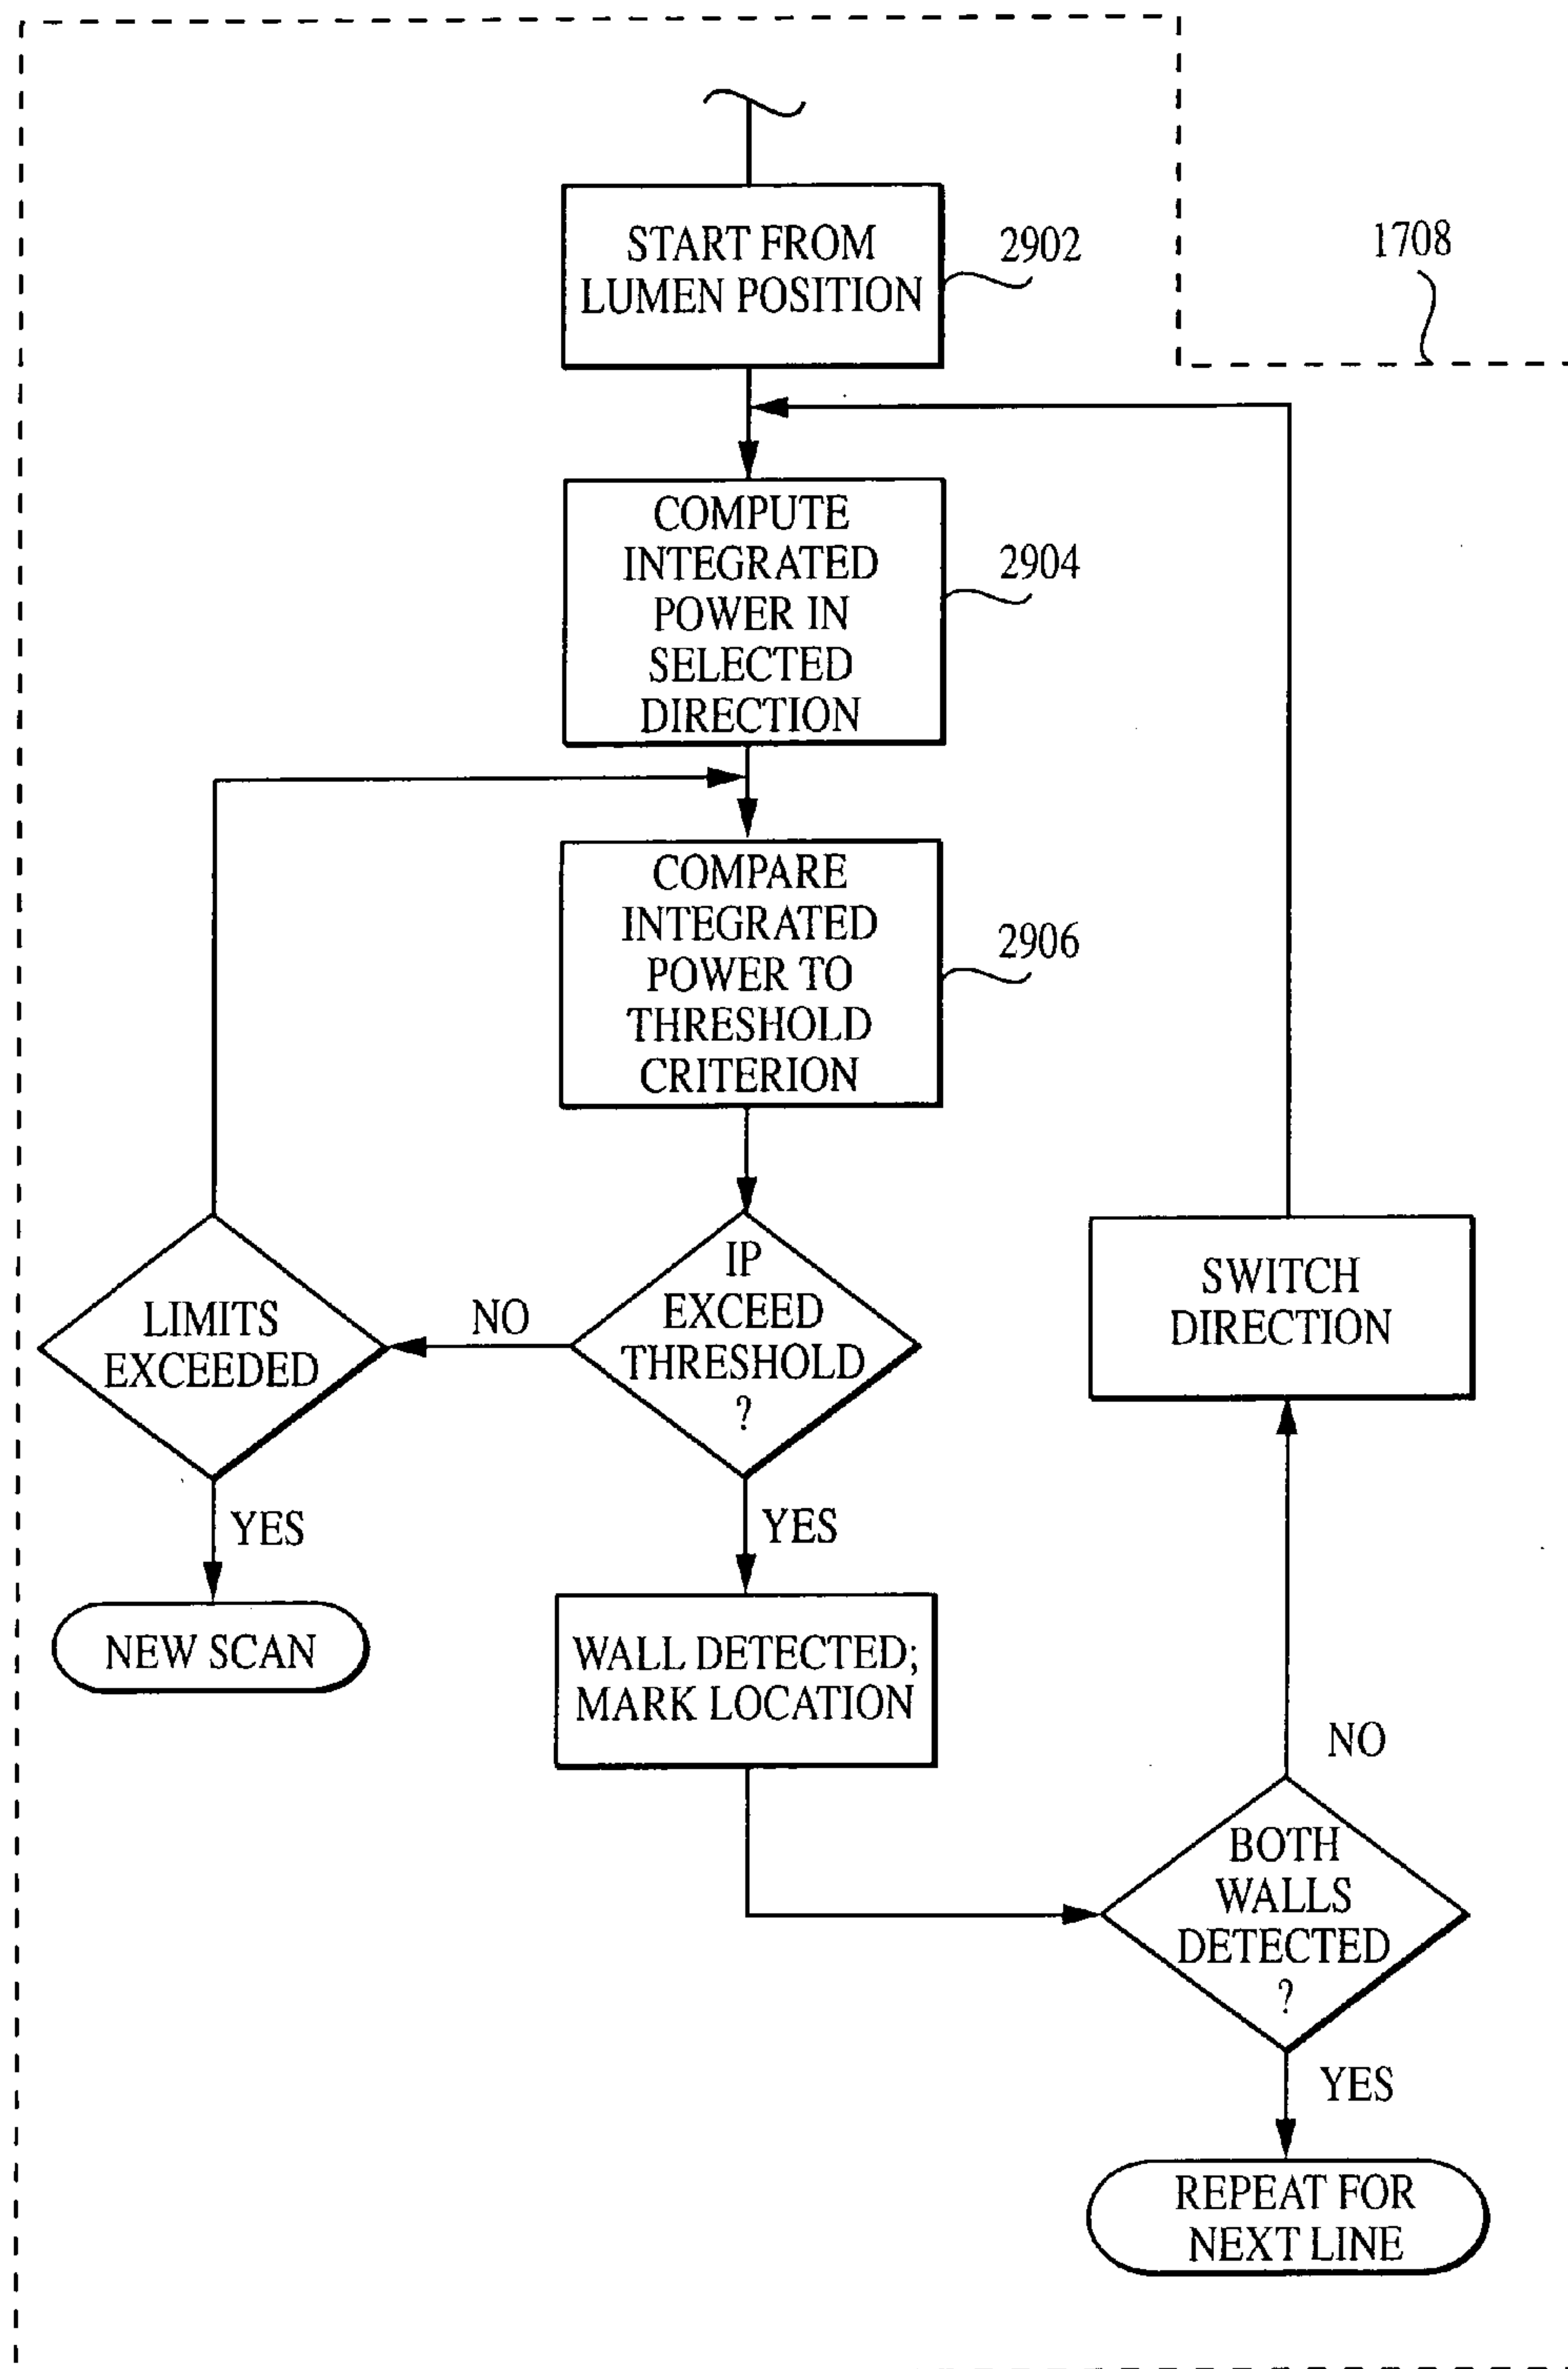 START FROM
LUMEN POSITION
2902
1708
COMPUTE
INTEGRATED
POWER IN
SELECTED
DIRECTION
2904
COMPARE
INTEGRATED
POWER TO
THRESHOLD
CRITERION
2906
LIMITS
EXCEEDED
NO
IP
EXCEED
THRESHOLD
?
SWITCH
DIRECTION
YES
YES
NEW SCAN
WALL DETECTED;
MARK LOCATION
NO
BOTH
WALLS
DETECTED
?
YES
REPEAT FOR
NEXT LINE